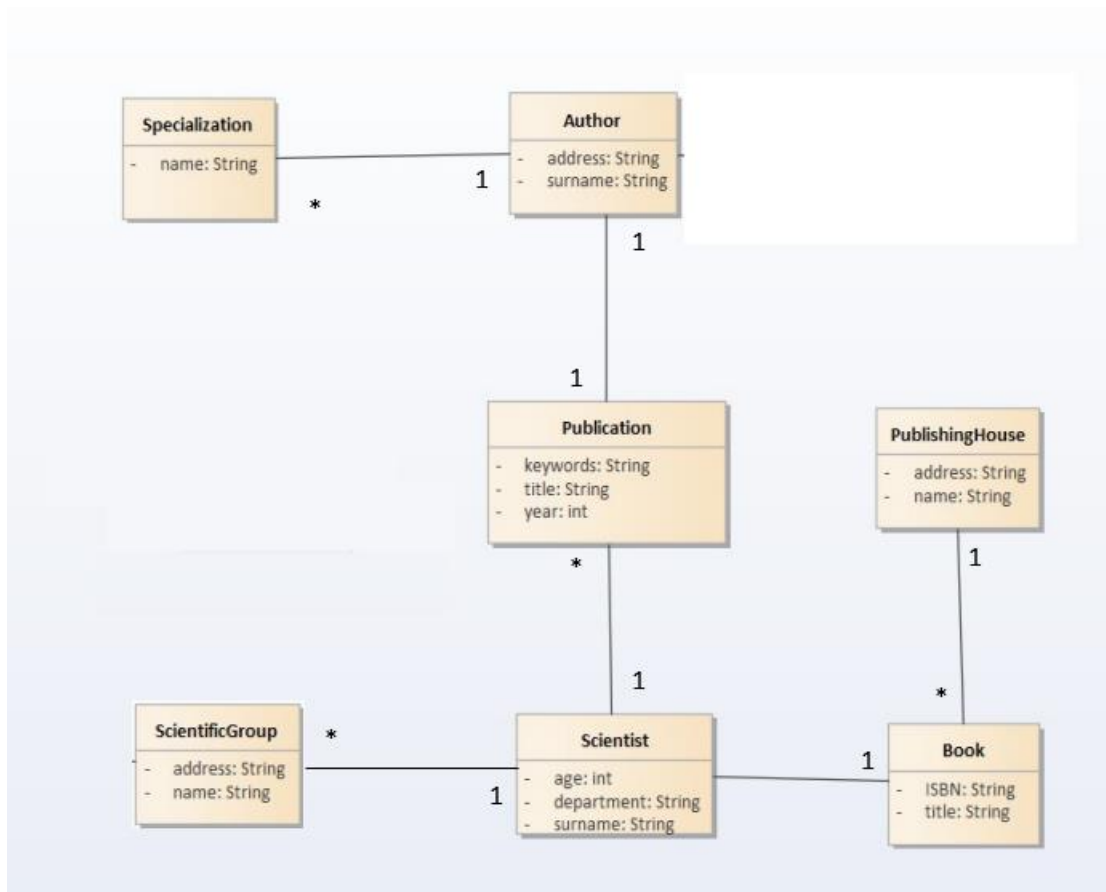 Specialization
- name: String
*
1
Author
- address: String
- surname: String
1
1
Publication
- keywords: String
- title: String
- year: int
*
1
PublishingHouse
- address: String
- name: String
1
*
ScientificGroup
- address: String
- name: String
*
1
Scientist
- age: int
- department: String
- surname: String
1
Book
- ISBN: String
- title: String